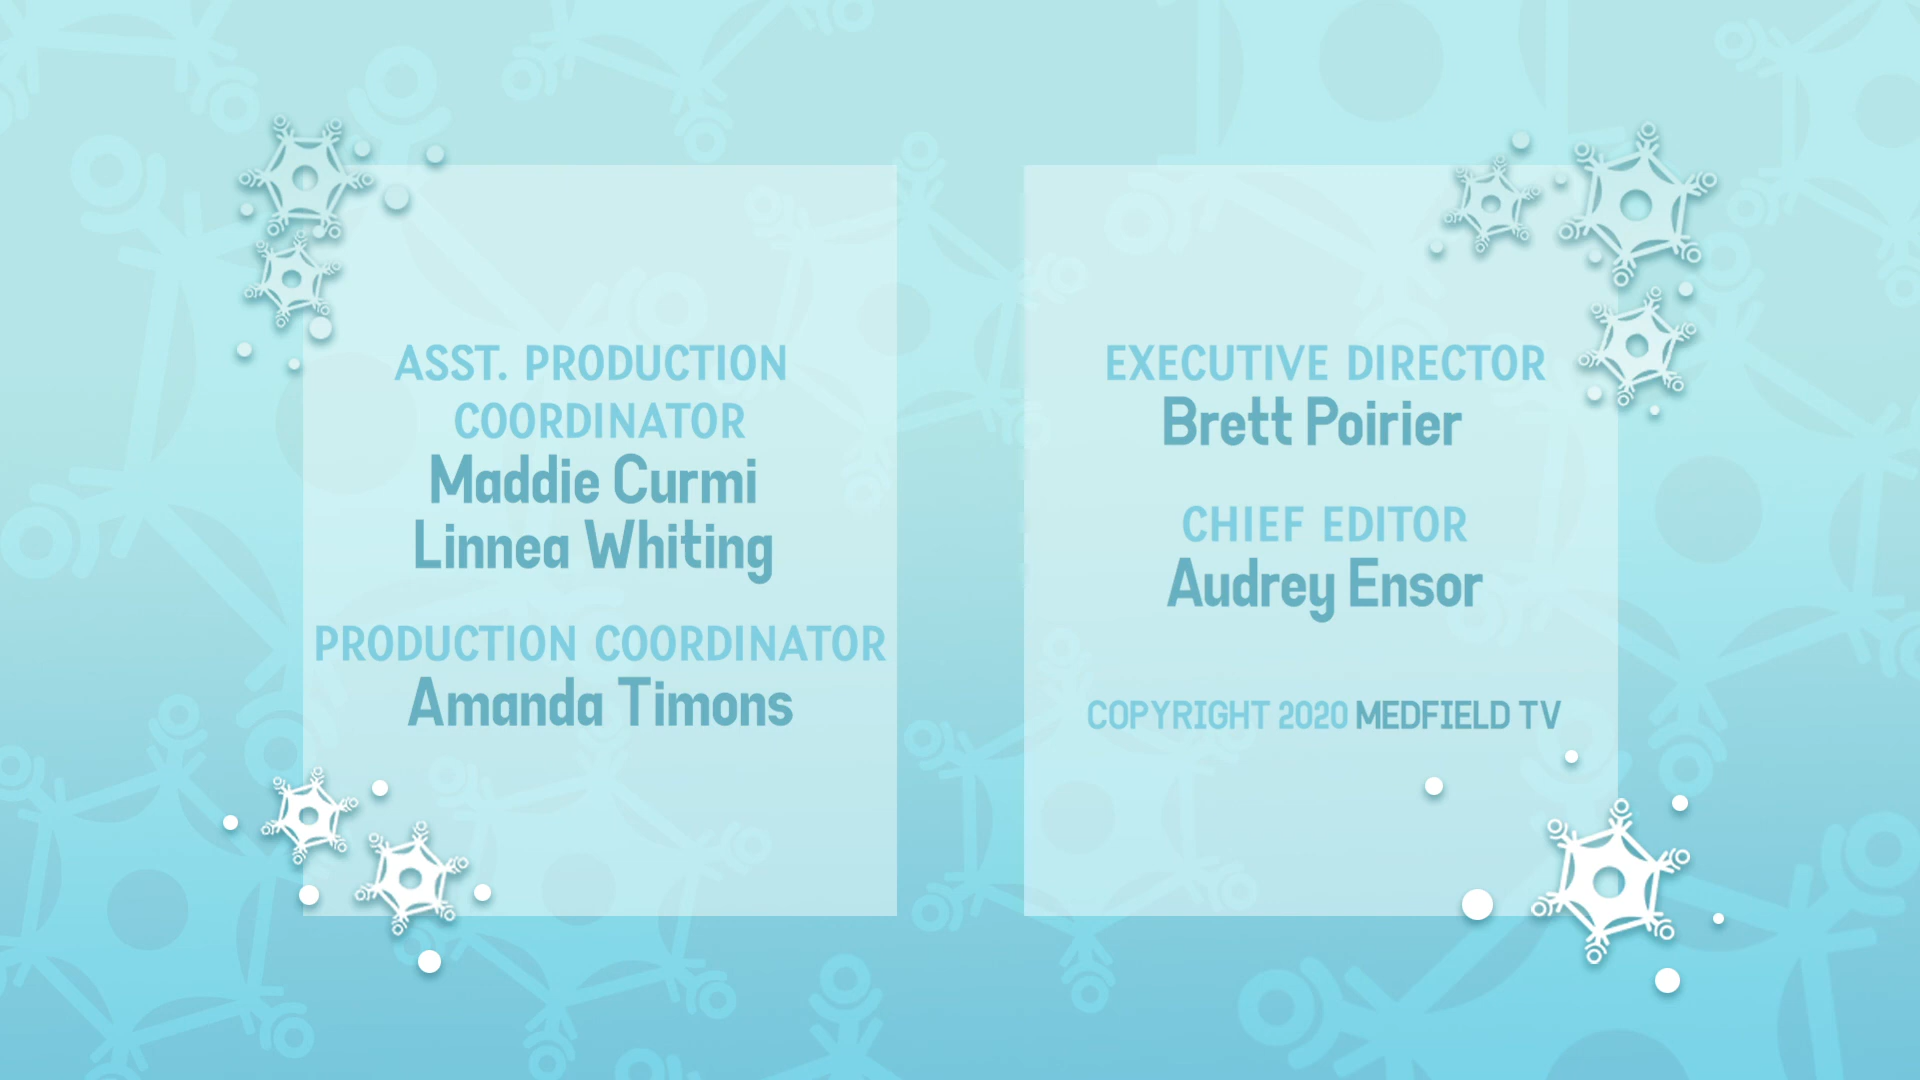 ASST. PRODUCTION
COORDINATOR
Maddie Curmi
Linnea Whiting
PRODUCTION COORDINATOR
Amanda Timons
EXECUTIVE DIRECTOR
Brett Poirier
CHIEF EDITOR
Audrey Ensor
COPYRIGHT 2020 MEDFIELD TV